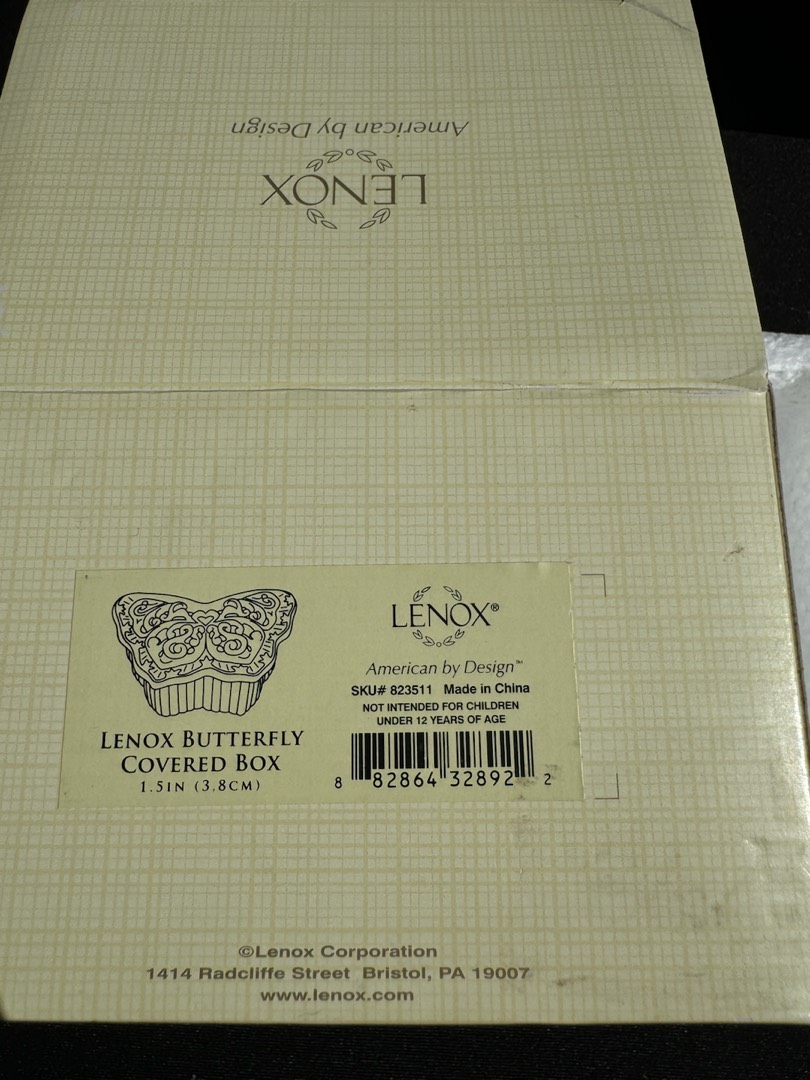 American by Design
LENOX
LENOX®
American by Design™
SKU# 823511 Made in China
NOT INTENDED FOR CHILDREN
UNDER 12 YEARS OF AGE
8 82864 32892 2
LENOX BUTTERFLY
COVERED BOX
1.5IN (3.8CM)
©Lenox Corporation
1414 Radcliffe Street Bristol, PA 19007
www.lenox.com